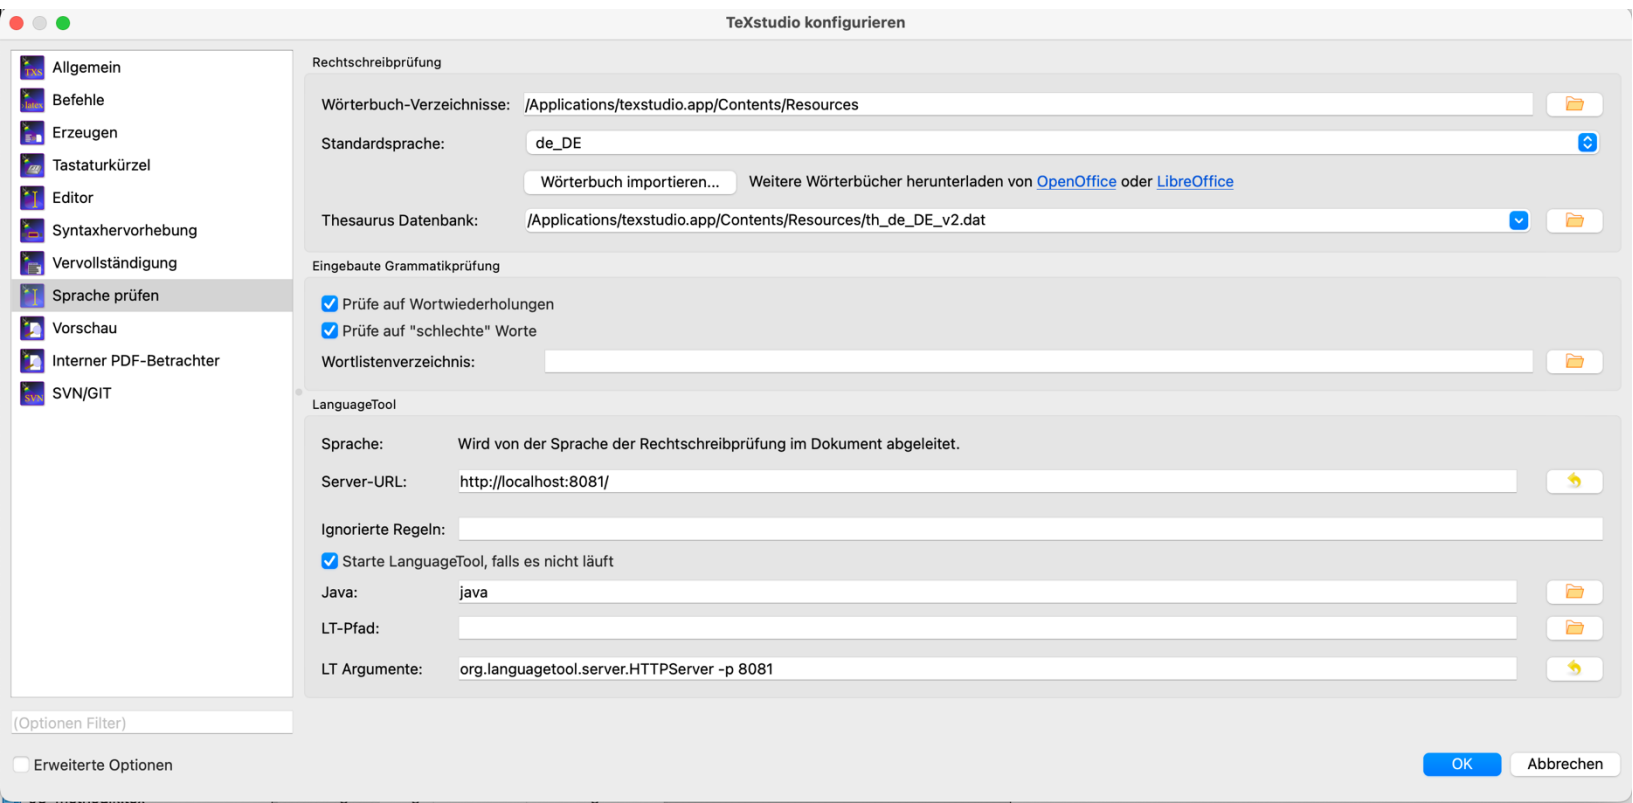 TeXstudio konfigurieren
Allgemein
Befehle
Erzeugen
Tastaturkürzel
Editor
Syntaxhervorhebung
Vervollständigung
Sprache prüfen
Vorschau
Interner PDF-Betrachter
SVN/GIT
(Optionen Filter)
Erweiterte Optionen
Rechtschreibprüfung
Wörterbuch-Verzeichnisse: /Applications/texstudio.app/Contents/Resources
Standardsprache: de_DE
Wörterbuch importieren... Weitere Wörterbücher herunterladen von OpenOffice oder LibreOffice
Thesaurus Datenbank: /Applications/texstudio.app/Contents/Resources/th_de_DE_v2.dat
Eingebaute Grammatikprüfung
Prüfe auf Wortwiederholungen
Prüfe auf "schlechte" Worte
Wortlistenverzeichnis:
LanguageTool
Sprache: Wird von der Sprache der Rechtschreibprüfung im Dokument abgeleitet.
Server-URL: http://localhost:8081/
Ignorierte Regeln:
Starte LanguageTool, falls es nicht läuft
Java: java
LT-Pfad:
LT Argumente: org.languagetool.server.HTTPServer -p 8081
OK Abbrechen